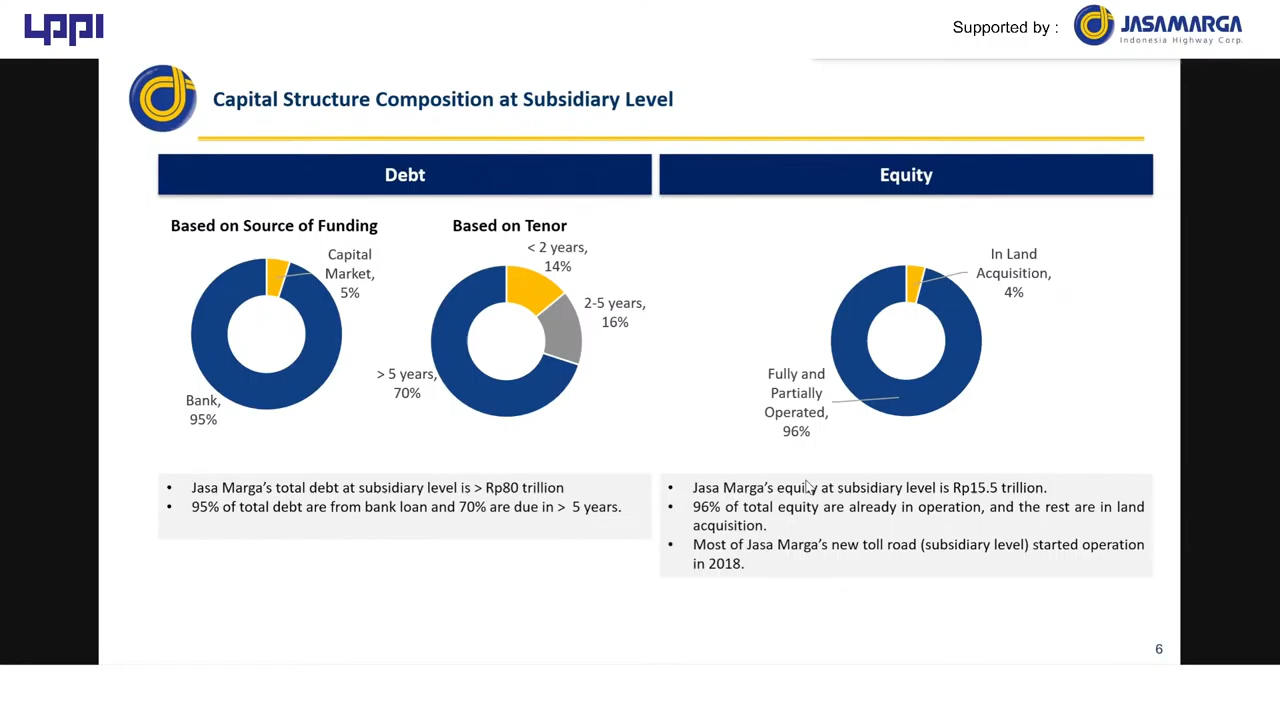 LPPI
Supported by :
JASAMARGA
Indonesia Highway Corp.
Capital Structure Composition at Subsidiary Level
Debt
Based on Source of Funding
Capital
Market,
5%
Bank,
95%
Based on Tenor
< 2 years,
14%
2-5 years,
16%
> 5 years,
70%
• Jasa Marga's total debt at subsidiary level is > Rp80 trillion
• 95% of total debt are from bank loan and 70% are due in > 5 years.
Equity
In Land
Acquisition,
4%
Fully and
Partially
Operated,
96%
• Jasa Marga's equity at subsidiary level is Rp15.5 trillion.
• 96% of total equity are already in operation, and the rest are in land
acquisition.
• Most of Jasa Marga's new toll road (subsidiary level) started operation
in 2018.
6